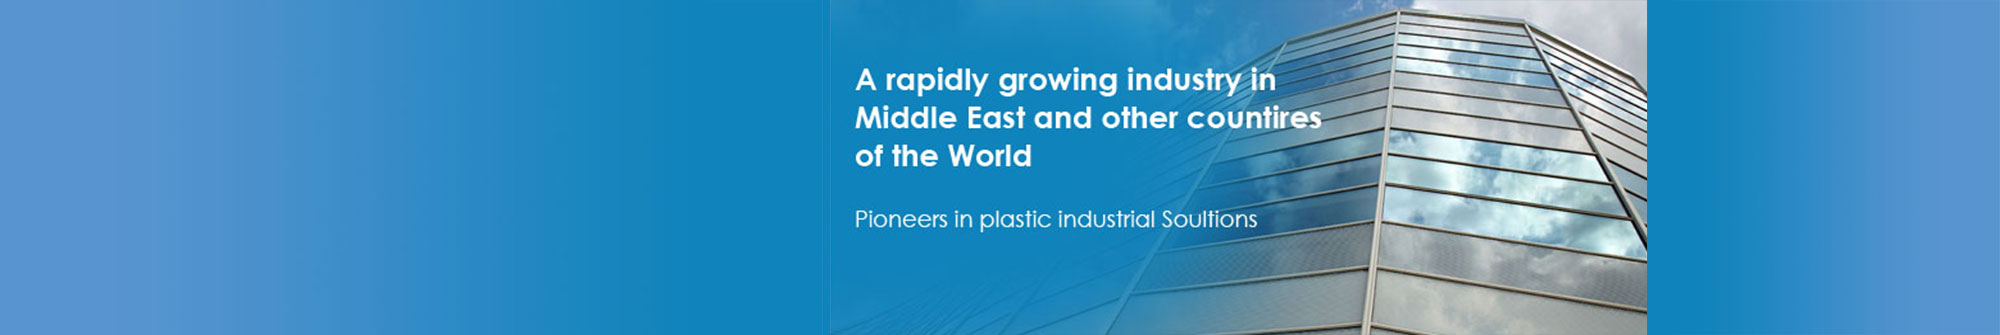 A rapidly growing industry in
Middle East and other countires
of the World
Pioneers in plastic industrial Soultions